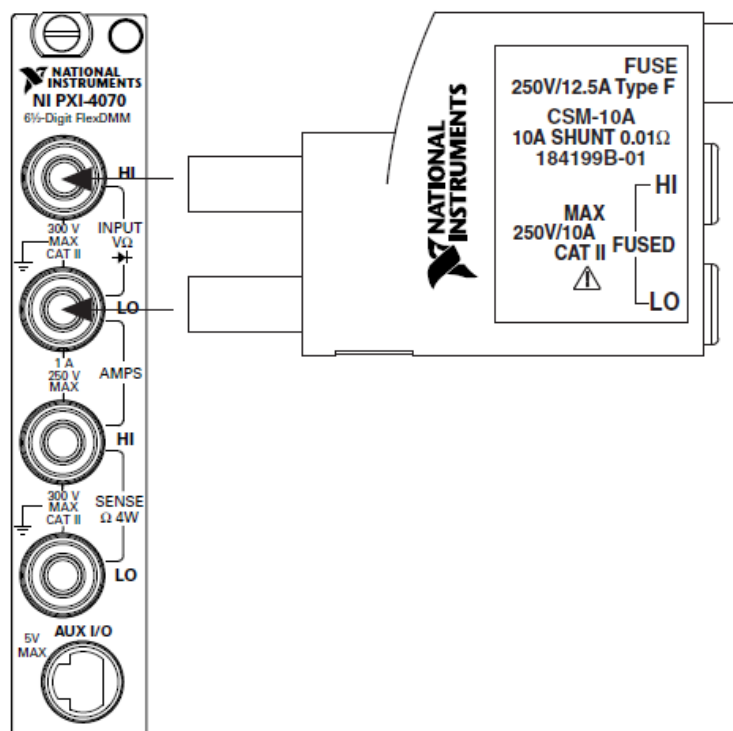 NATIONAL
INSTRUMENTS
NI PXI-4070
6½-Digit FlexDMM
HI
300 V
MAX
CAT II
INPUT
VΩ
LO
1 A
250 V
MAX
AMPS
HI
300 V
MAX
CAT II
SENSE
Ω 4W
LO
AUX I/O
5V
MAX
NATIONAL
INSTRUMENTS
FUSE
250V/12.5A Type F
CSM-10A
10A SHUNT 0.01Ω
184199B-01
HI
MAX
250V/10A
CAT II
FUSED
LO